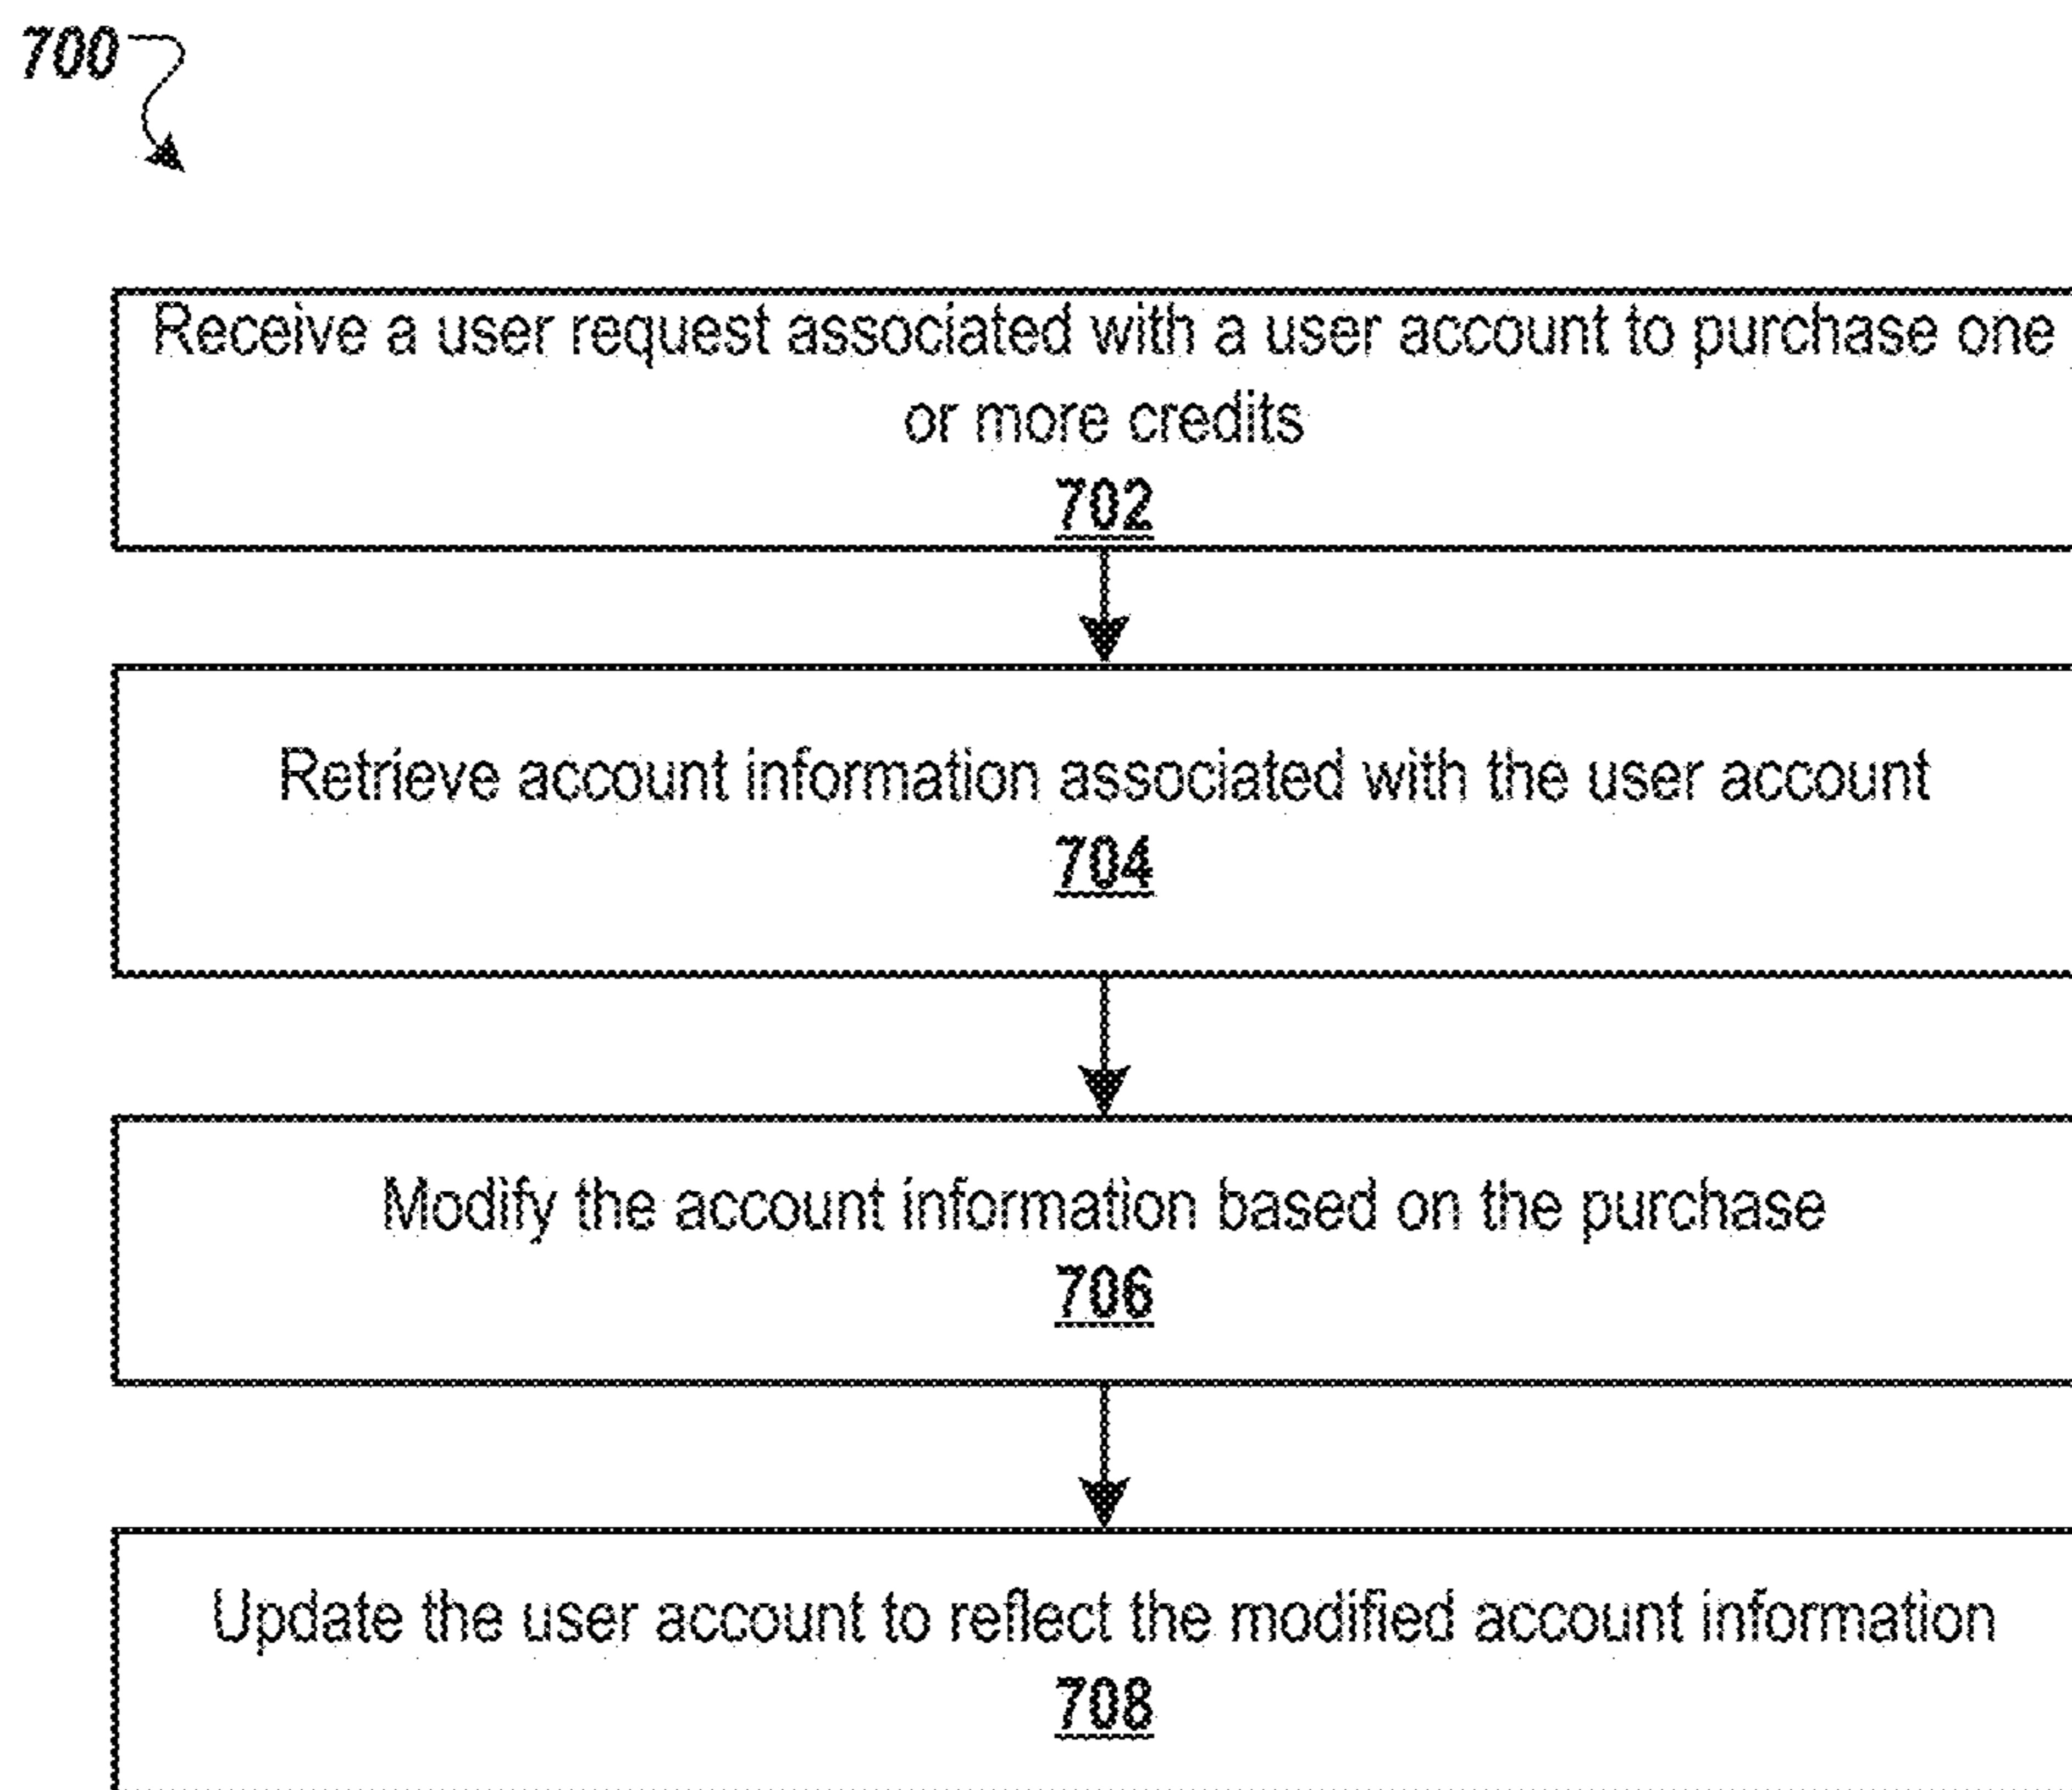 700
Receive a user request associated with a user account to purchase one
or more credits
702
Retrieve account information associated with the user account
704
Modify the account information based on the purchase
706
Update the user account to reflect the modified account information
708